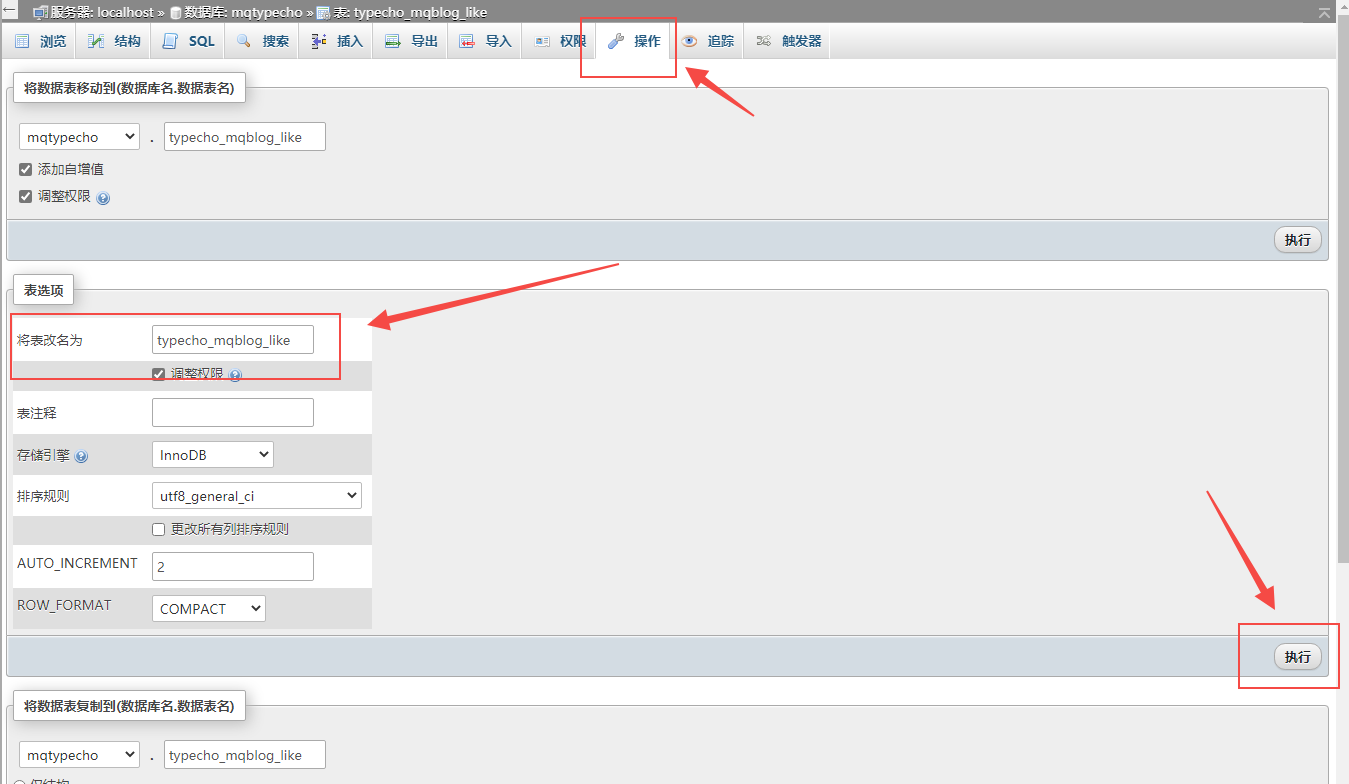 服务器: localhost » 数据库: mqtypecho » 表: typecho_mqblog_like
浏览 结构 SQL 搜索 插入 导出 导入 权限 操作 追踪 触发器
将数据表移动到(数据库名.数据表名)
mqtypecho . typecho_mqblog_like
添加自增值
调整权限
执行
表选项
将表改名为 typecho_mqblog_like
调整权限
表注释
存储引擎 InnoDB
排序规则 utf8_general_ci
更改所有列排序规则
AUTO_INCREMENT 2
ROW_FORMAT COMPACT
执行
将数据表复制到(数据库名.数据表名)
mqtypecho . typecho_mqblog_like
仅结构